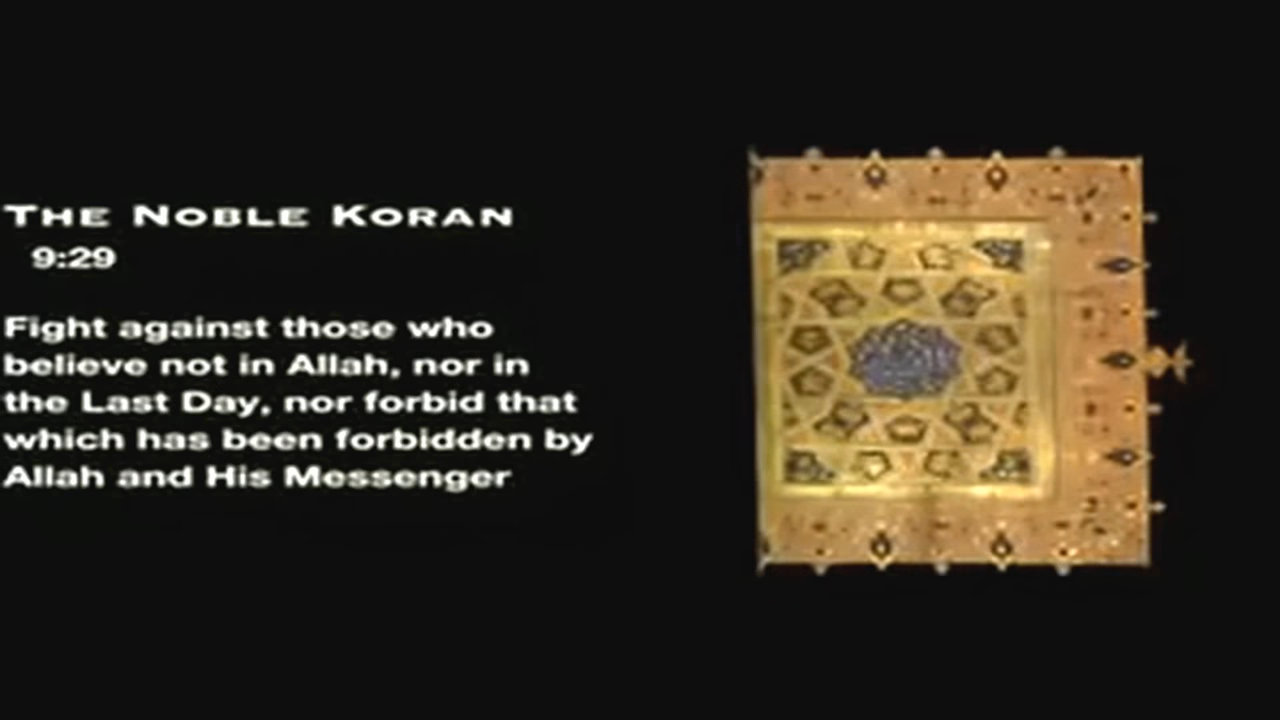 THE NOBLE KORAN
9:29
Fight against those who
believe not in Allah, nor in
the Last Day, nor forbid that
which has been forbidden by
Allah and His Messenger